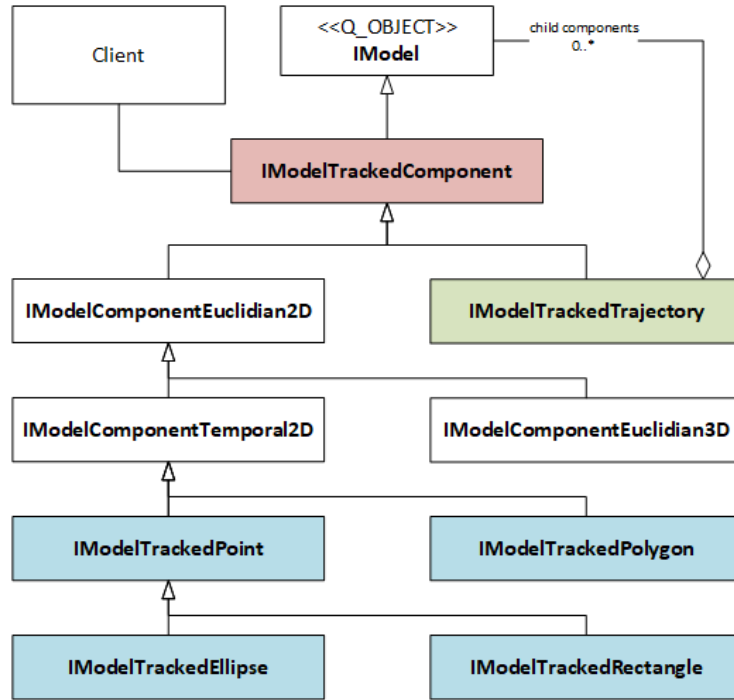 <<Q_OBJECT>>
IModel
child components
0..*
Client
IModelTrackedComponent
IModelComponentEuclidian2D
IModelTrackedTrajectory
IModelComponentTemporal2D
IModelComponentEuclidian3D
IModelTrackedPoint
IModelTrackedPolygon
IModelTrackedEllipse
IModelTrackedRectangle